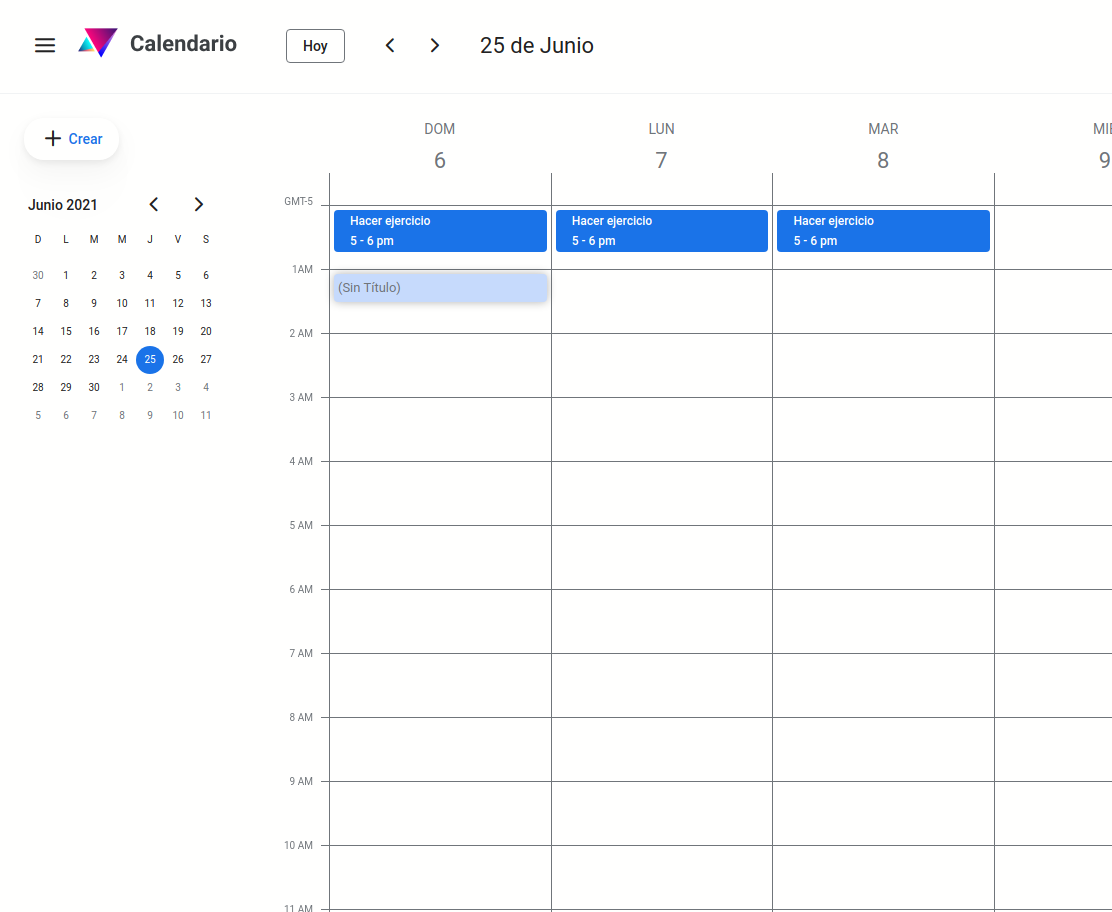 Calendario
Hoy
25 de Junio
Crear
Junio 2021
D L M M J V S
30 1 2 3 4 5 6
7 8 9 10 11 12 13
14 15 16 17 18 19 20
21 22 23 24 25 26 27
28 29 30 1 2 3 4
5 6 7 8 9 10 11
DOM LUN MAR MIE
6 7 8 9
GMT-5
Hacer ejercicio Hacer ejercicio Hacer ejercicio
5 - 6 pm 5 - 6 pm 5 - 6 pm
1AM
(Sin Título)
2 AM
3 AM
4 AM
5 AM
6 AM
7 AM
8 AM
9 AM
10 AM
11 AM